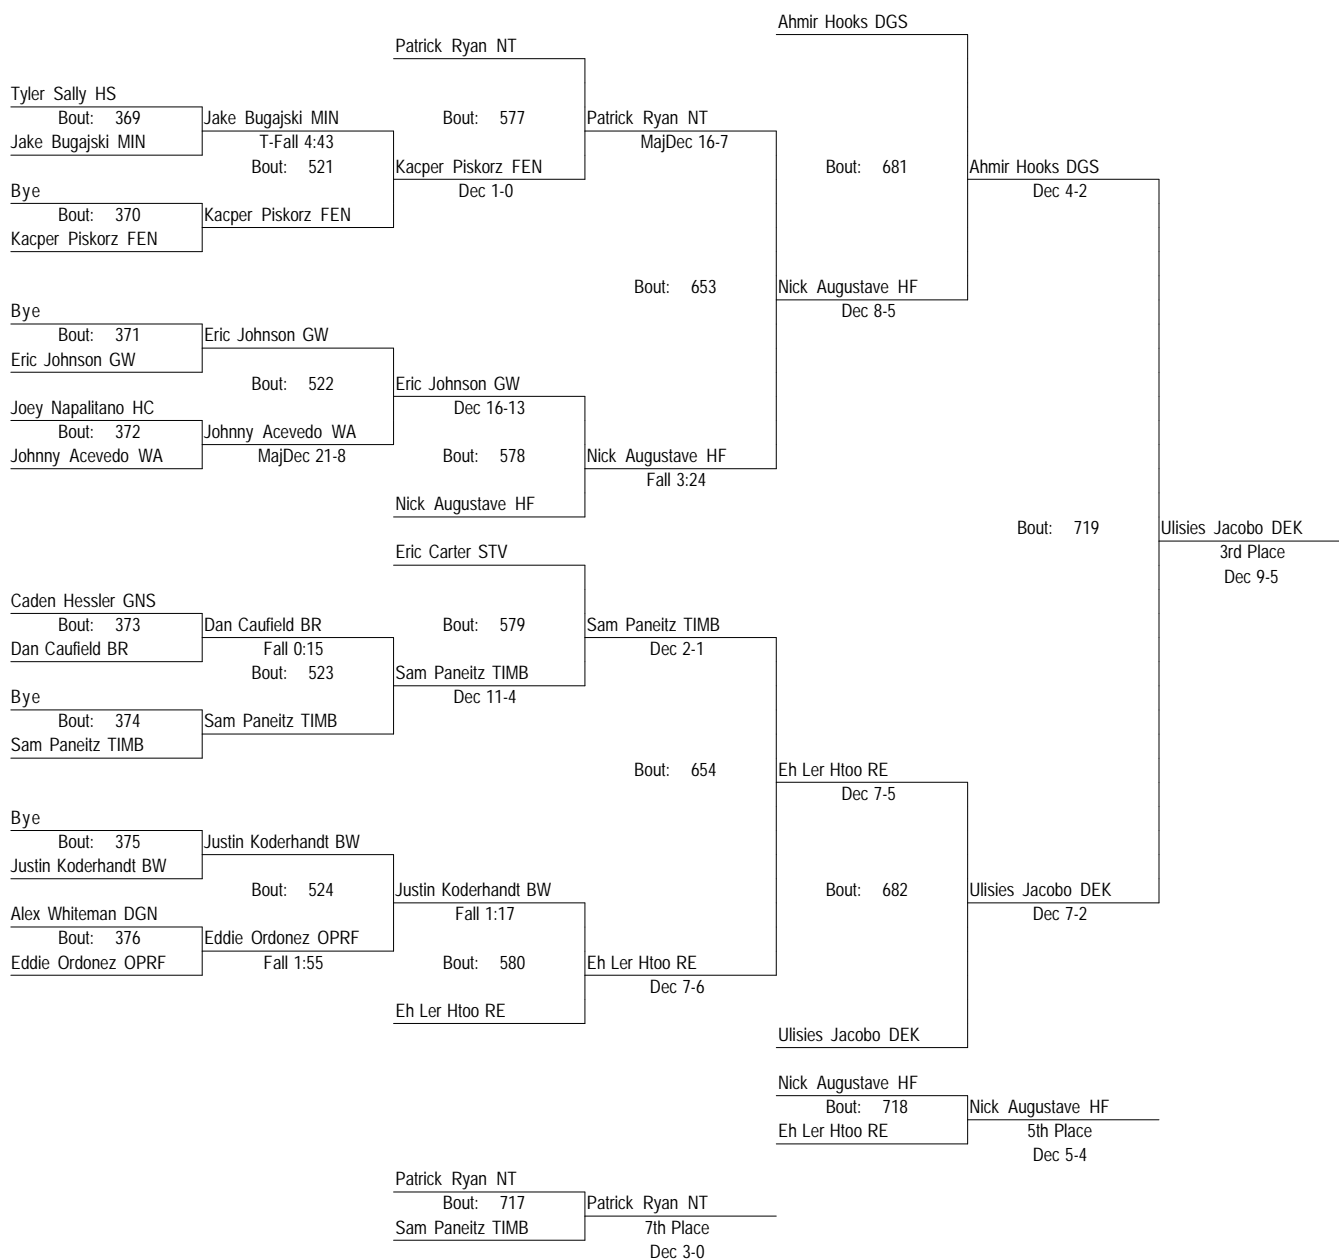 Ahmir Hooks DGS
Patrick Ryan NT
Tyler Sally HS
Bout: 369
Jake Bugajski MIN
Jake Bugajski MIN
T-Fall 4:43
Bout: 577
Patrick Ryan NT
MajDec 16-7
Bout: 521
Kacper Piskorz FEN
Dec 1-0
Bout: 681
Ahmir Hooks DGS
Dec 4-2
Bye
Bout: 370
Kacper Piskorz FEN
Kacper Piskorz FEN
Bout: 653
Nick Augustave HF
Dec 8-5
Bye
Bout: 371
Eric Johnson GW
Eric Johnson GW
Bout: 522
Eric Johnson GW
Dec 16-13
Joey Napalitano HC
Bout: 372
Johnny Acevedo WA
Johnny Acevedo WA
MajDec 21-8
Bout: 578
Nick Augustave HF
Fall 3:24
Nick Augustave HF
Bout: 719
Ulisies Jacobo DEK
3rd Place
Dec 9-5
Eric Carter STV
Caden Hessler GNS
Bout: 373
Dan Caufield BR
Dan Caufield BR
Fall 0:15
Bout: 579
Sam Paneitz TIMB
Dec 2-1
Bout: 523
Sam Paneitz TIMB
Dec 11-4
Bye
Bout: 374
Sam Paneitz TIMB
Sam Paneitz TIMB
Bout: 654
Eh Ler Htoo RE
Dec 7-5
Bye
Bout: 375
Justin Koderhandt BW
Justin Koderhandt BW
Bout: 524
Justin Koderhandt BW
Fall 1:17
Bout: 682
Ulisies Jacobo DEK
Dec 7-2
Alex Whiteman DGN
Bout: 376
Eddie Ordonez OPRF
Eddie Ordonez OPRF
Fall 1:55
Bout: 580
Eh Ler Htoo RE
Dec 7-6
Eh Ler Htoo RE
Ulisies Jacobo DEK
Nick Augustave HF
Bout: 718
Eh Ler Htoo RE
Nick Augustave HF
5th Place
Dec 5-4
Patrick Ryan NT
Bout: 717
Sam Paneitz TIMB
Patrick Ryan NT
7th Place
Dec 3-0